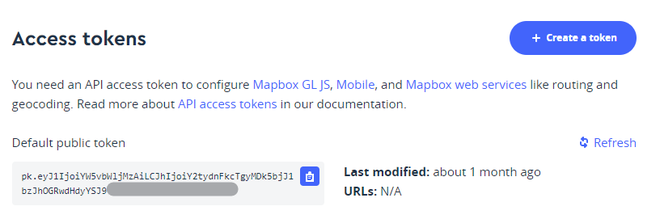 Access tokens
+ Create a token
You need an API access token to configure Mapbox GL JS, Mobile, and Mapbox web services like routing and
geocoding. Read more about API access tokens in our documentation.
Default public token
Refresh
pk.eyJ1IjoiYW5vbWljMzAiLCJhIjoiY2tydnFkcTgyMDk5bjJ1
bzJhOGRwdHdyYSJ9
Last modified: about 1 month ago
URLs: N/A